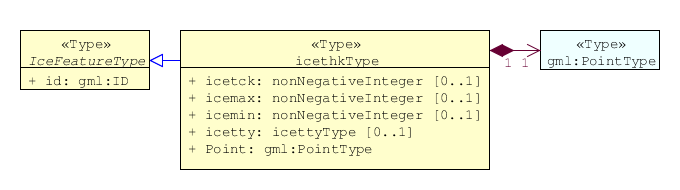 «Type»
IceFeatureType
+ id: gml:ID
«Type»
icethkType
+ icetck: nonNegativeInteger [0..1]
+ icemax: nonNegativeInteger [0..1]
+ icemin: nonNegativeInteger [0..1]
+ icetty: icettyType [0..1]
+ Point: gml:PointType
1 1
«Type»
gml:PointType